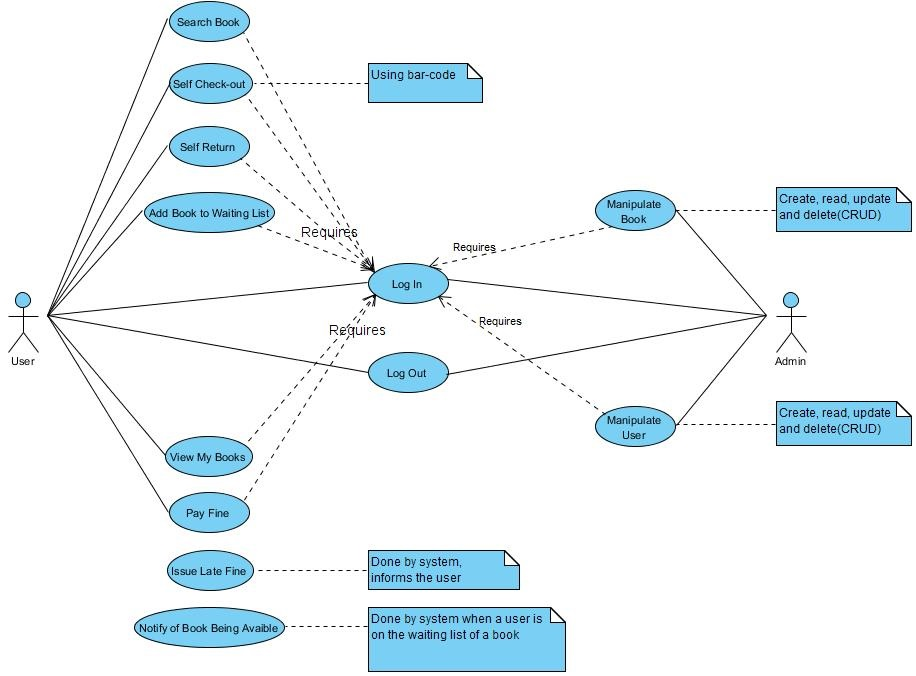 Search Book
Self Check-out
Using bar-code
Self Return
Add Book to Waiting List
Requires
Manipulate
Book
Create, read, update
and delete(CRUD)
Requires
Log In
Requires
Requires
User
Admin
Log Out
Manipulate
User
Create, read, update
and delete(CRUD)
View My Books
Pay Fine
Issue Late Fine
Done by system,
informs the user
Notify of Book Being Avaible
Done by system when a user is
on the waiting list of a book